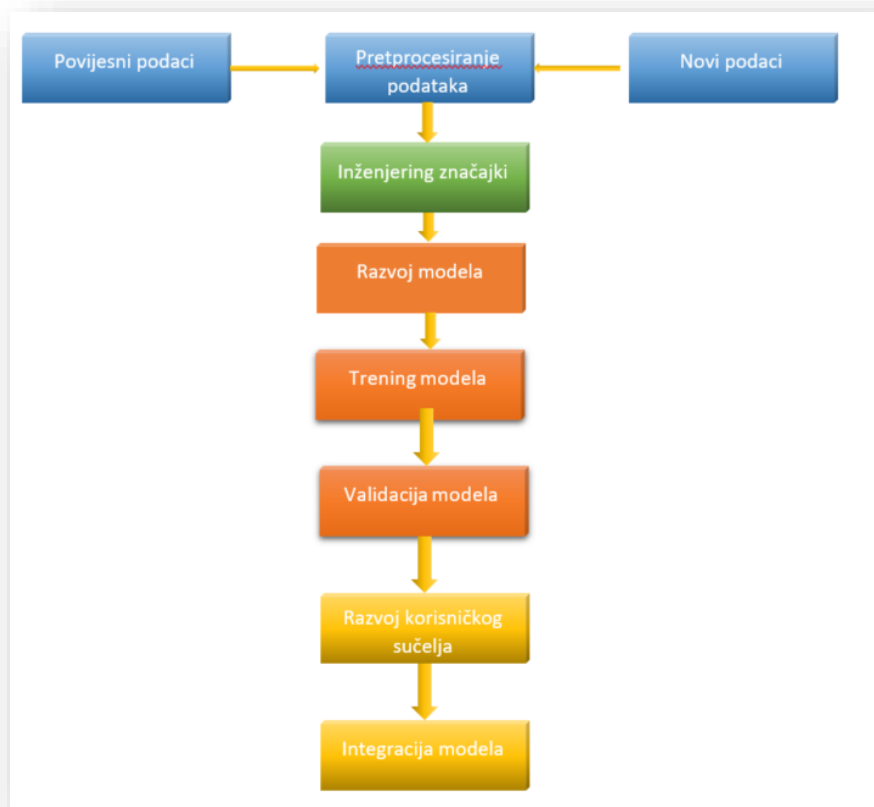 Povijesni podaci
Pretprocesiranje
podataka
Novi podaci
Inženjering značajki
Razvoj modela
Trening modela
Validacija modela
Razvoj korisničkog
sučelja
Integracija modela